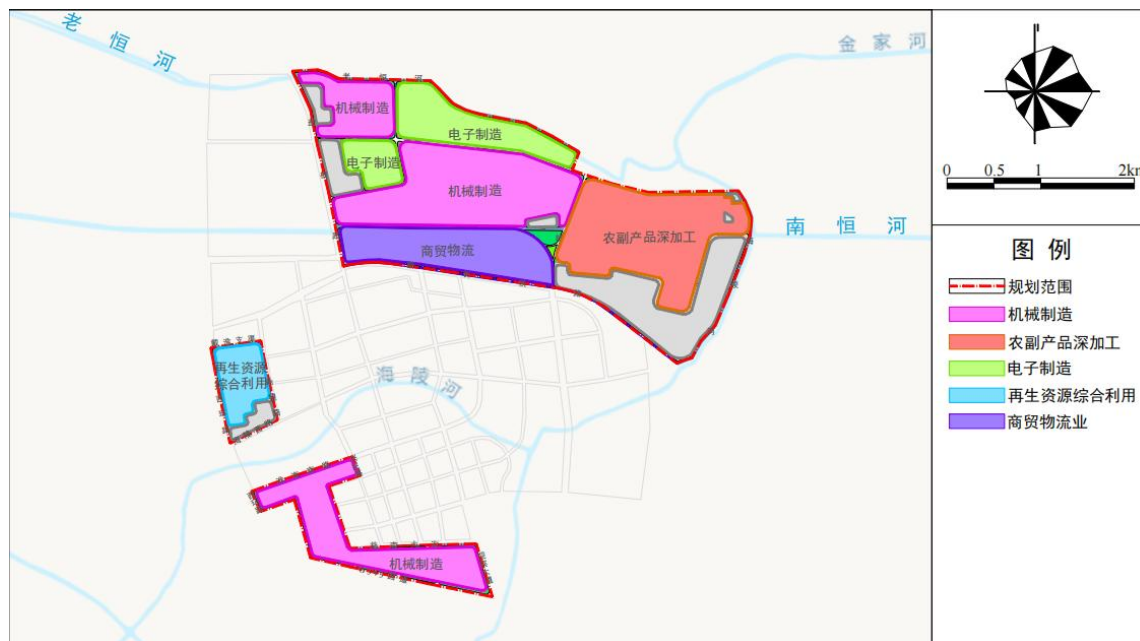 老恒河
金家河
老恒河
机械制造
电子制造
电子制造
机械制造
0 0.5 1 2km
南恒河
农副产品深加工
商贸物流
图例
规划范围
机械制造
农副产品深加工
电子制造
再生资源综合利用
商贸物流业
再生资源
综合利用
海陵河
机械制造